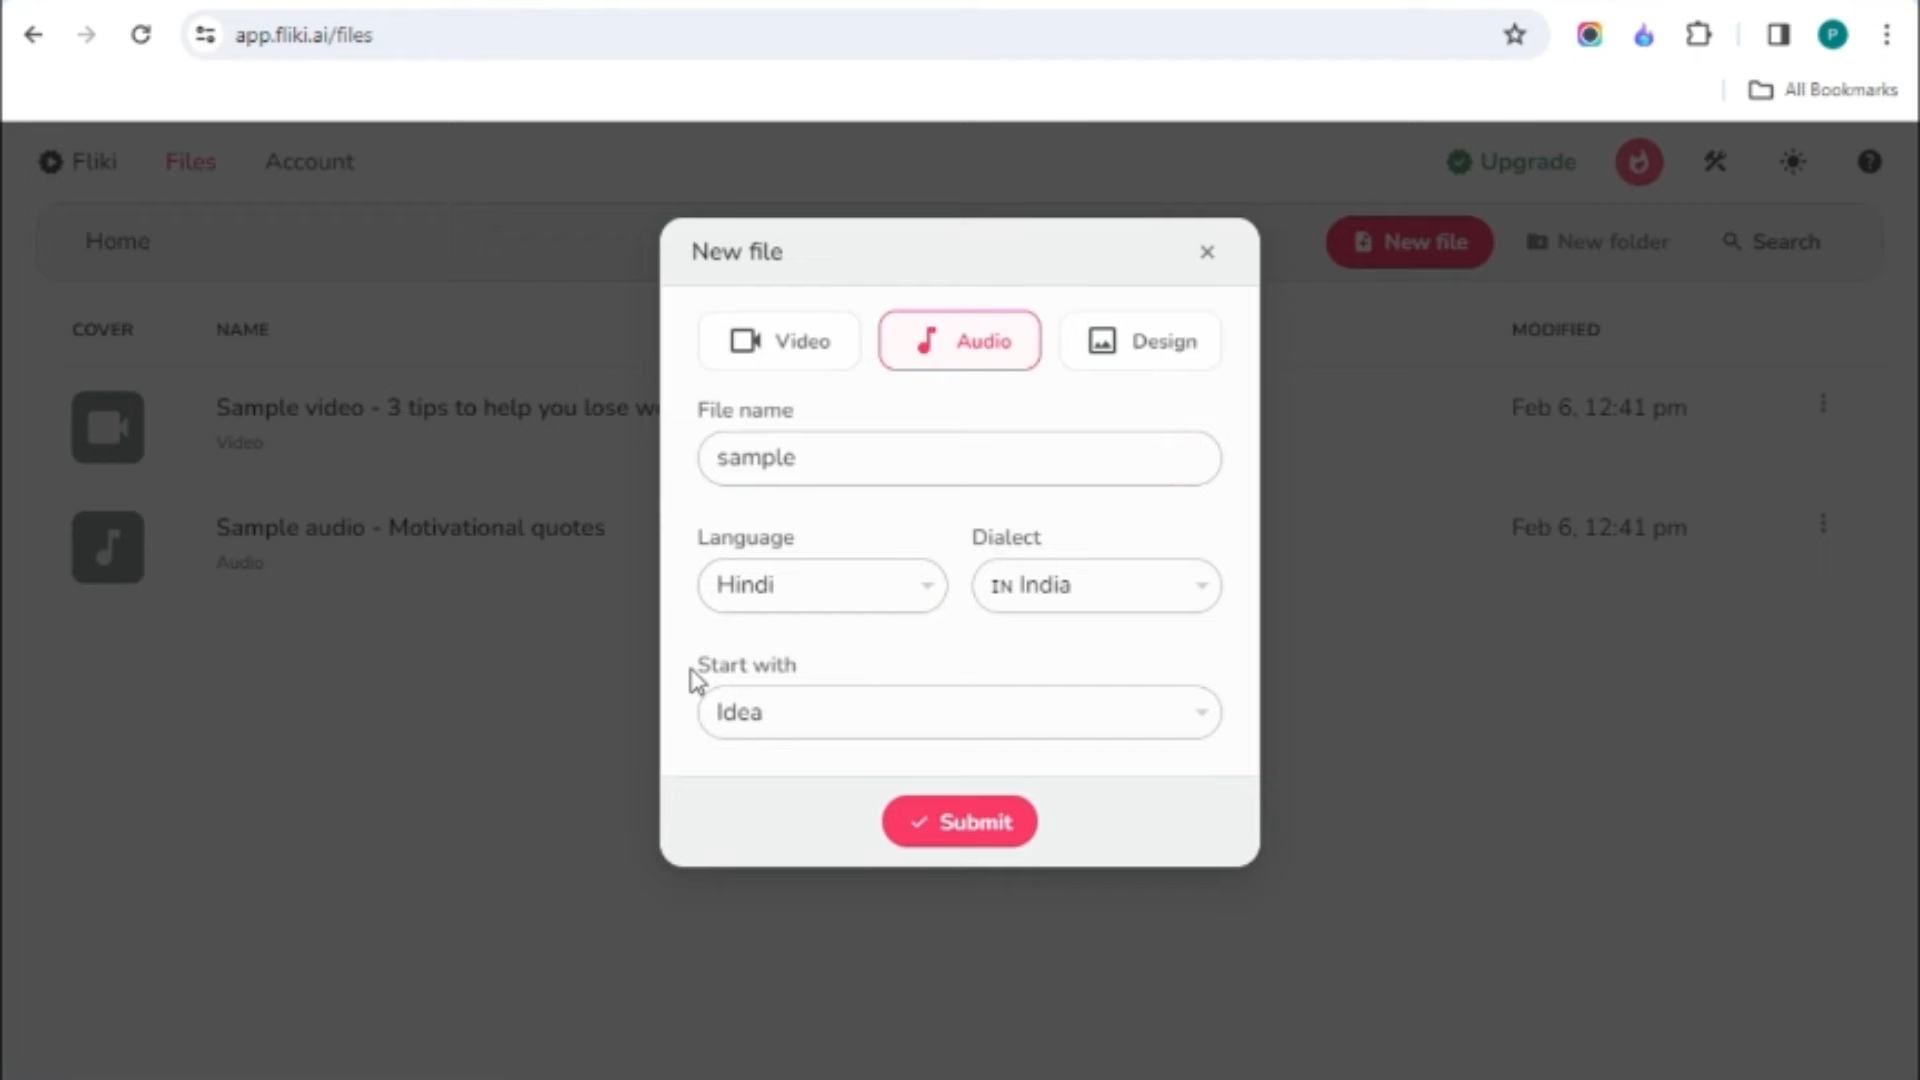 app.fliki.ai/files
P
All Bookmarks
Fliki
Files
Account
Upgrade
?
Home
New file
New folder
Search
COVER
NAME
MODIFIED
Sample video - 3 tips to help you lose
Video
Feb 6, 12:41 pm
Sample audio - Motivational quotes
Audio
Feb 6, 12:41 pm
New file
Video
Audio
Design
File name
sample
Language
Dialect
Hindi
IN India
Start with
Idea
Submit